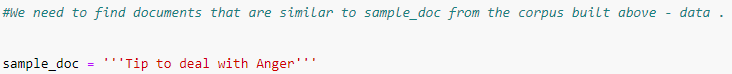 #We need to find documents that are similar to sample_doc from the corpus built above - data .
sample_doc = '''Tip to deal with Anger'''